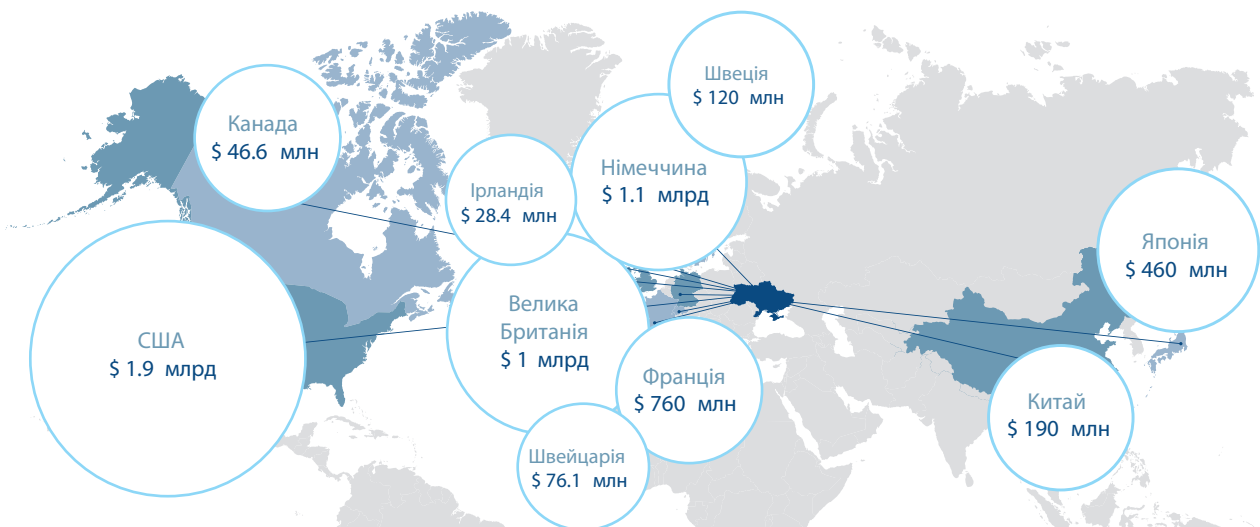 Швеція
$ 120 млн
Канада
$ 46.6 млн
Німеччина
$ 1.1 млрд
Ірландія
$ 28.4 млн
Японія
$ 460 млн
США
$ 1.9 млрд
Велика
Британія
$ 1 млрд
Франція
$ 760 млн
Китай
$ 190 млн
Швейцарія
$ 76.1 млн